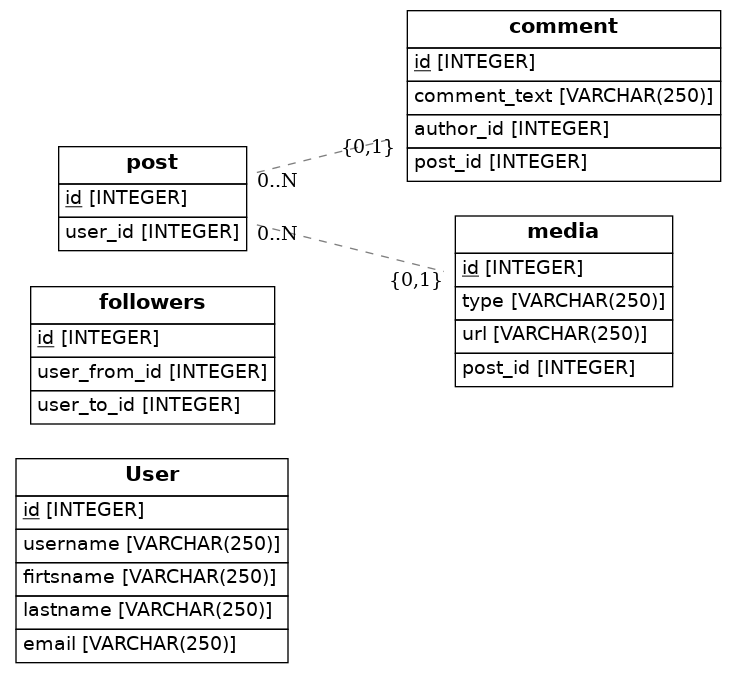 comment
id [INTEGER]
comment_text [VARCHAR(250)]
author_id [INTEGER]
post_id [INTEGER]
{0,1}
post
id [INTEGER]
user_id [INTEGER]
0..N
0..N
media
id [INTEGER]
type [VARCHAR(250)]
url [VARCHAR(250)]
post_id [INTEGER]
{0,1}
followers
id [INTEGER]
user_from_id [INTEGER]
user_to_id [INTEGER]
User
id [INTEGER]
username [VARCHAR(250)]
firtsname [VARCHAR(250)]
lastname [VARCHAR(250)]
email [VARCHAR(250)]